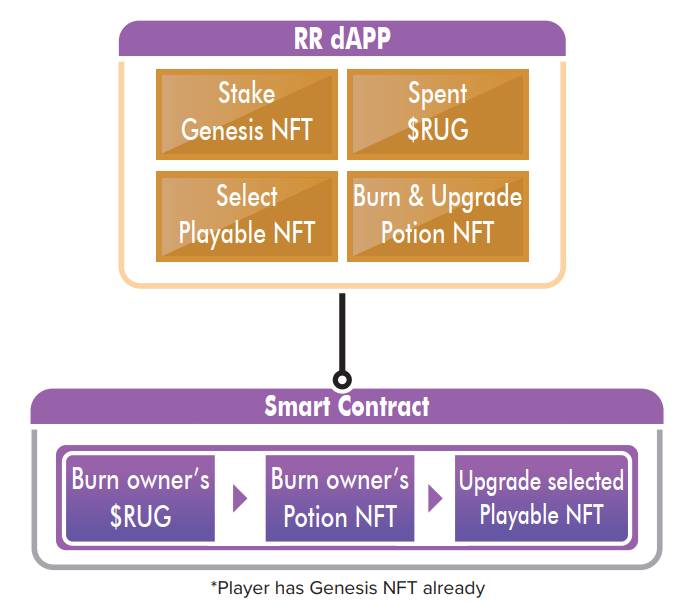 RR dAPP
Stake
Genesis NFT
Spent
$RUG
Select
Playable NFT
Burn & Upgrade
Potion NFT
Smart Contract
Burn owner's
$RUG
Burn owner's
Potion NFT
Upgrade selected
Playable NFT
*Player has Genesis NFT already